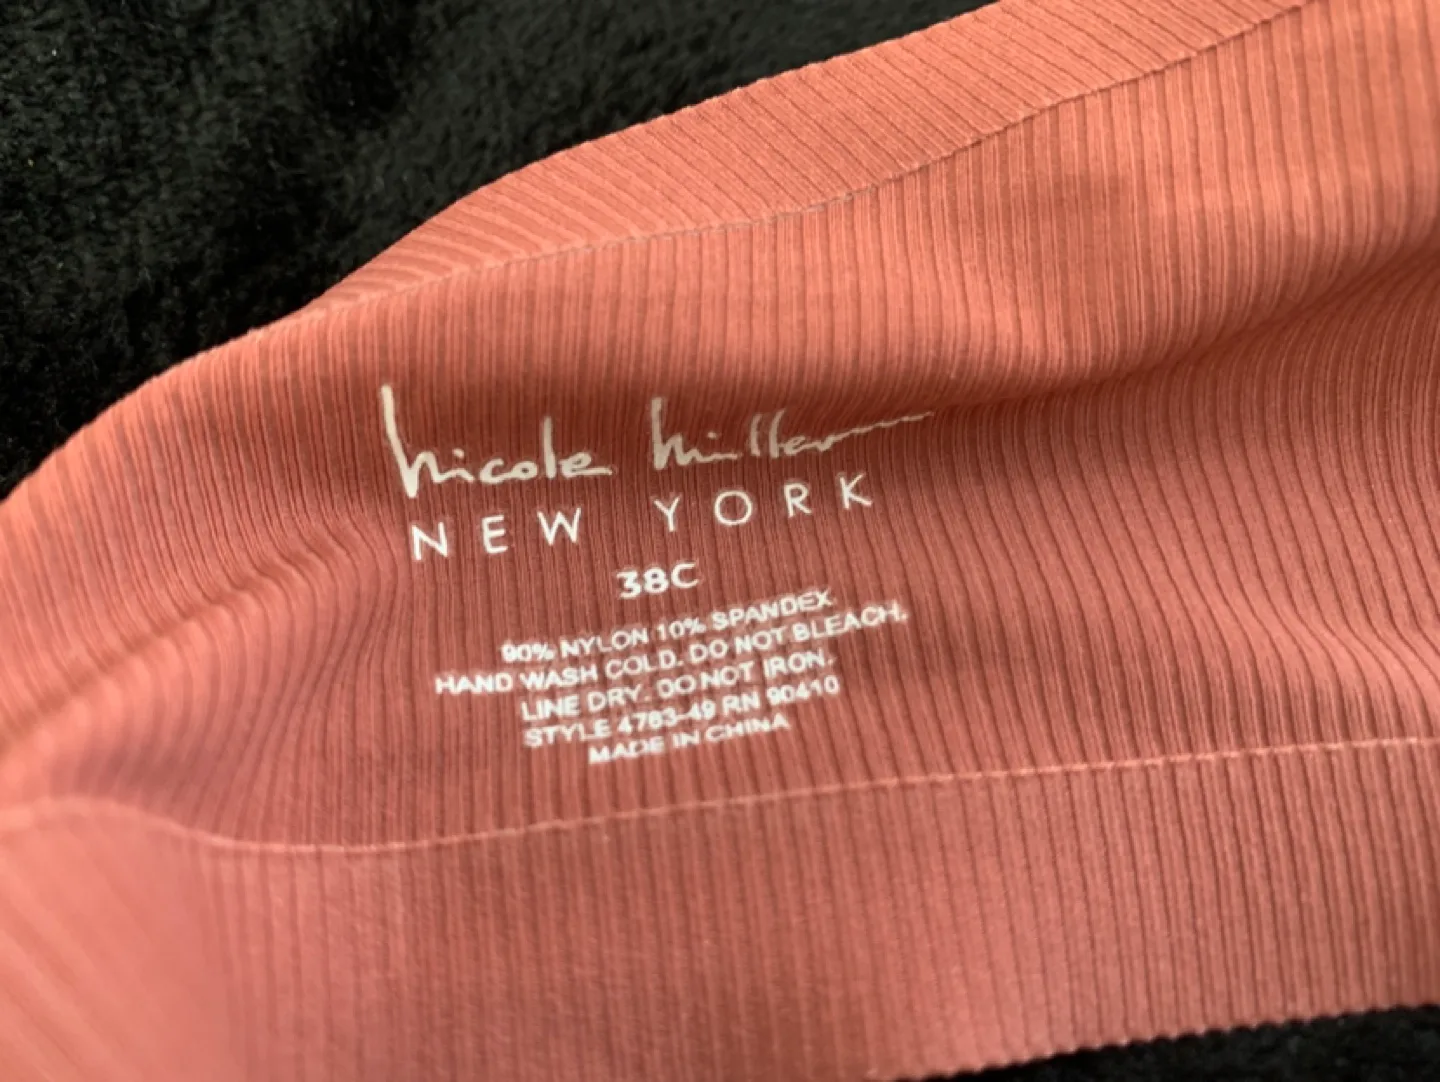 Nicole Miller
NEW YORK
38C
90% NYLON 10% SPANDEX.
HAND WASH COLD. DO NOT BLEACH.
LINE DRY. DO NOT IRON.
STYLE 4783-49 RN 90410
MADE IN CHINA